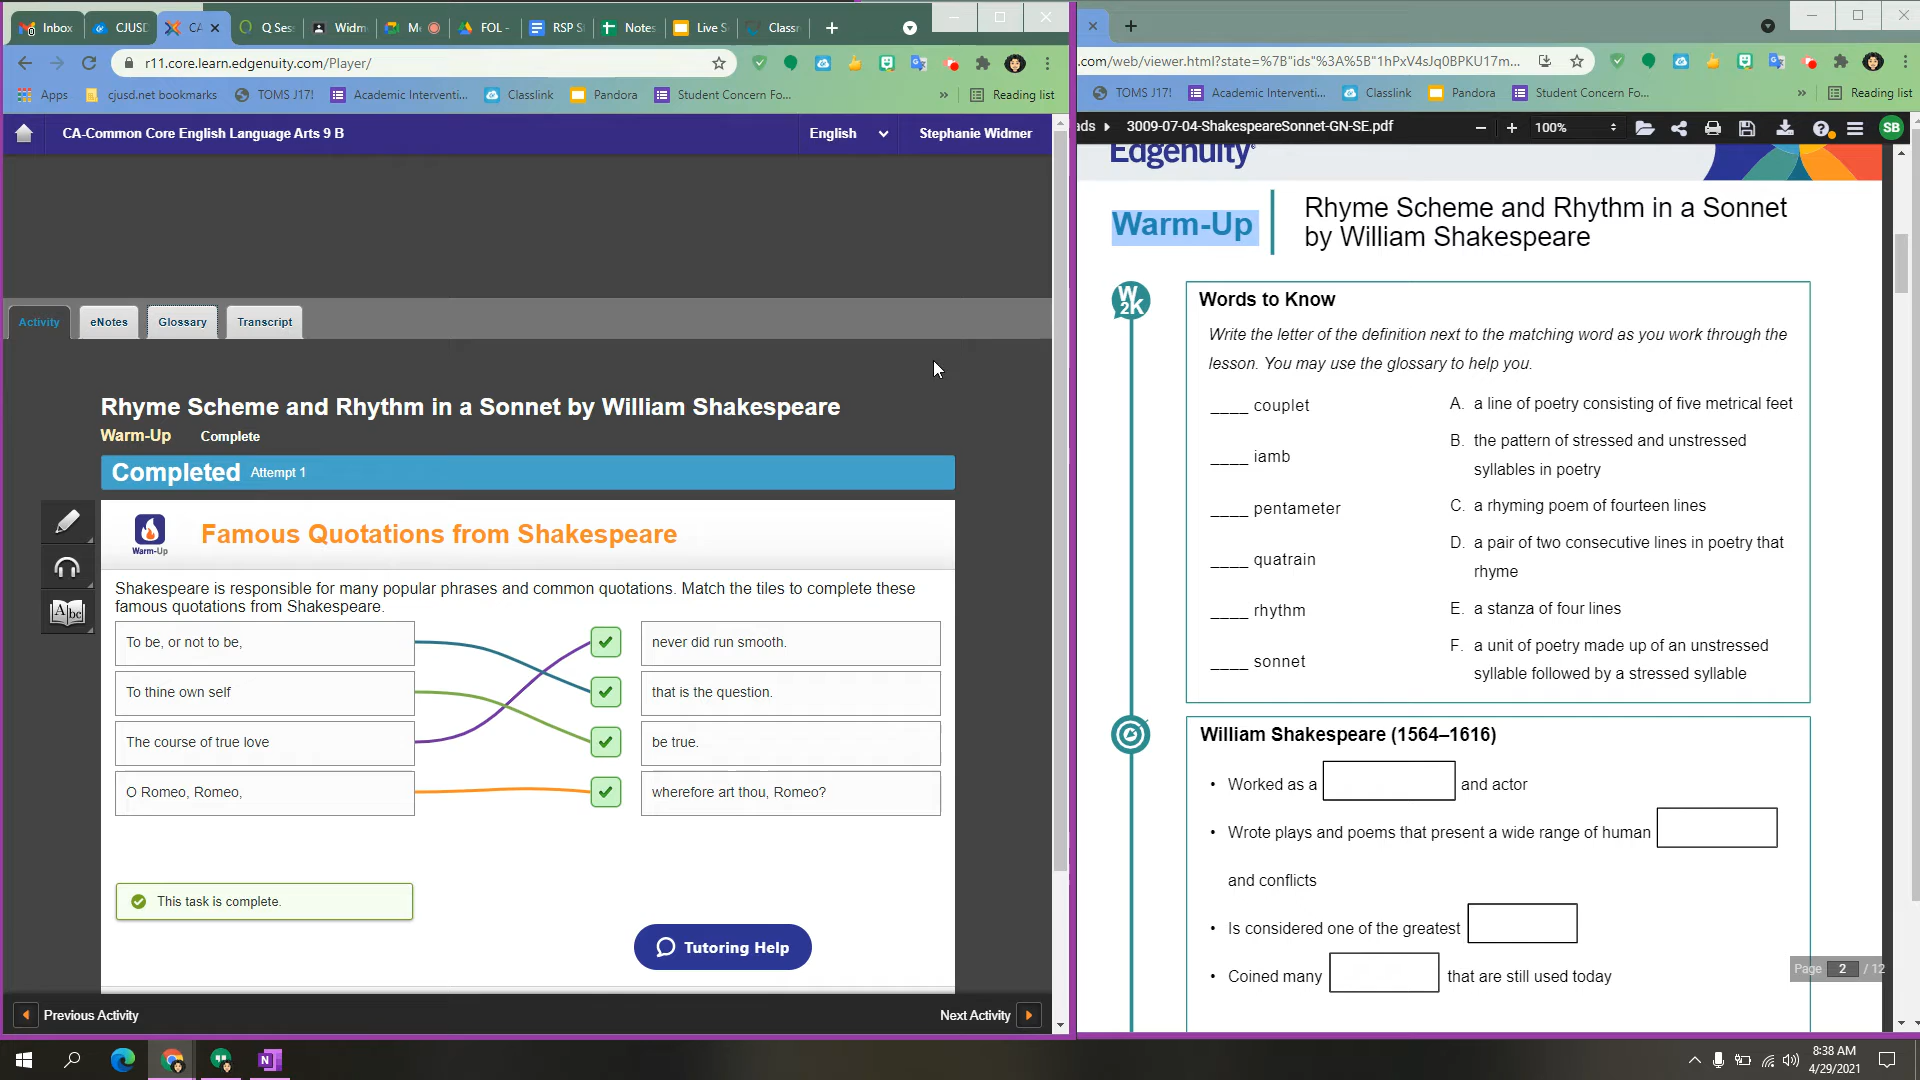 Inbox
CJUSD
CA
Q Ses
Widm
M
FOL -
RSP S
Notes
Live S
Classr
r11.core.learn.edgenuity.com/Player/
Apps
cjusd.net bookmarks
TOMS J17!
Academic Interventi...
Classlink
Pandora
Student Concern Fo...
»
Reading list
CA-Common Core English Language Arts 9 B
English
Stephanie Widmer
Activity
eNotes
Glossary
Transcript
Rhyme Scheme and Rhythm in a Sonnet by William Shakespeare
Warm-Up Complete
Completed Attempt 1
Warm-Up
Famous Quotations from Shakespeare
Shakespeare is responsible for many popular phrases and common quotations. Match the tiles to complete these
famous quotations from Shakespeare.
To be, or not to be,
never did run smooth.
To thine own self
that is the question.
The course of true love
be true.
O Romeo, Romeo,
wherefore art thou, Romeo?
This task is complete.
Tutoring Help
Previous Activity
Next Activity
.com/web/viewer.html?state=%7B"ids"%3A%5B"1hPxV4sJq0BPKU17m...
TOMS J17!
Academic Interventi...
Classlink
Pandora
Student Concern Fo...
»
Reading list
ads
3009-07-04-ShakespeareSonnet-GN-SE.pdf
100%
SB
Edgenuity
Warm-Up
Rhyme Scheme and Rhythm in a Sonnet
by William Shakespeare
W2K
Words to Know
Write the letter of the definition next to the matching word as you work through the
lesson. You may use the glossary to help you.
____ couplet
____ iamb
____ pentameter
____ quatrain
____ rhythm
____ sonnet
A. a line of poetry consisting of five metrical feet
B. the pattern of stressed and unstressed
syllables in poetry
C. a rhyming poem of fourteen lines
D. a pair of two consecutive lines in poetry that
rhyme
E. a stanza of four lines
F. a unit of poetry made up of an unstressed
syllable followed by a stressed syllable
William Shakespeare (1564–1616)
• Worked as a and actor
• Wrote plays and poems that present a wide range of human
and conflicts
• Is considered one of the greatest
• Coined many that are still used today
Page 2 / 12
8:38 AM
4/29/2021